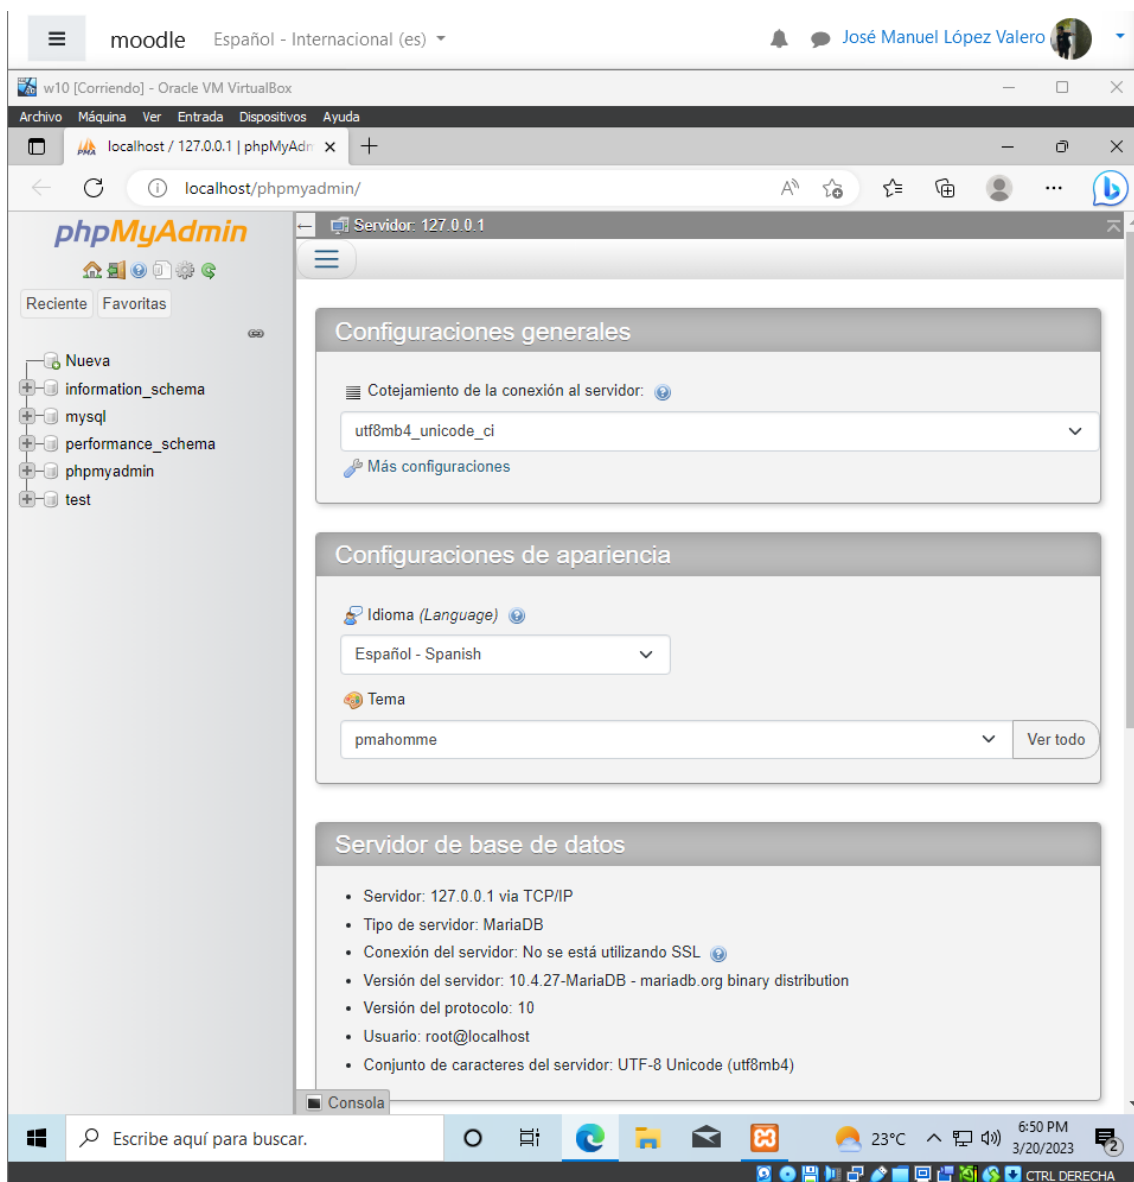 moodle Español - Internacional (es) José Manuel López Valero
w10 [Corriendo] - Oracle VM VirtualBox
Archivo Máquina Ver Entrada Dispositivos Ayuda
localhost / 127.0.0.1 | phpMyAdn
localhost/phpmyadmin/
phpMyAdmin
Reciente Favoritas
Nueva
information_schema
mysql
performance_schema
phpmyadmin
test
Servidor: 127.0.0.1
Configuraciones generales
Cotejamiento de la conexión al servidor:
utf8mb4_unicode_ci
Más configuraciones
Configuraciones de apariencia
Idioma (Language)
Español - Spanish
Tema
pmahomme Ver todo
Servidor de base de datos
• Servidor: 127.0.0.1 via TCP/IP
• Tipo de servidor: MariaDB
• Conexión del servidor: No se está utilizando SSL
• Versión del servidor: 10.4.27-MariaDB - mariadb.org binary distribution
• Versión del protocolo: 10
• Usuario: root@localhost
• Conjunto de caracteres del servidor: UTF-8 Unicode (utf8mb4)
Consola
Escribe aquí para buscar. 23°C 6:50 PM
3/20/2023 2
CTRL DERECHA